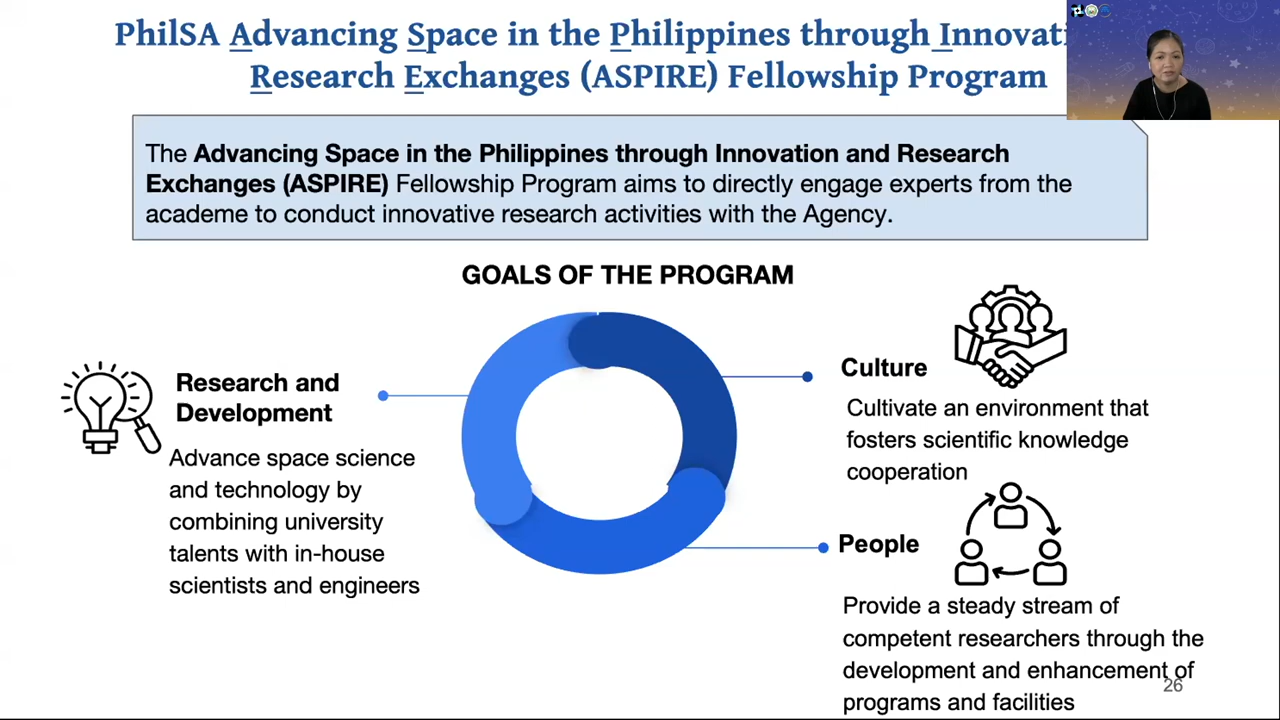 PhilSA Advancing Space in the Philippines through Innovati
Research Exchanges (ASPIRE) Fellowship Program
The Advancing Space in the Philippines through Innovation and Research
Exchanges (ASPIRE) Fellowship Program aims to directly engage experts from the
academe to conduct innovative research activities with the Agency.
GOALS OF THE PROGRAM
Research and
Development
Advance space science
and technology by
combining university
talents with in-house
scientists and engineers
Culture
Cultivate an environment that
fosters scientific knowledge
cooperation
People
Provide a steady stream of
competent researchers through the
development and enhancement of
programs and facilities
26